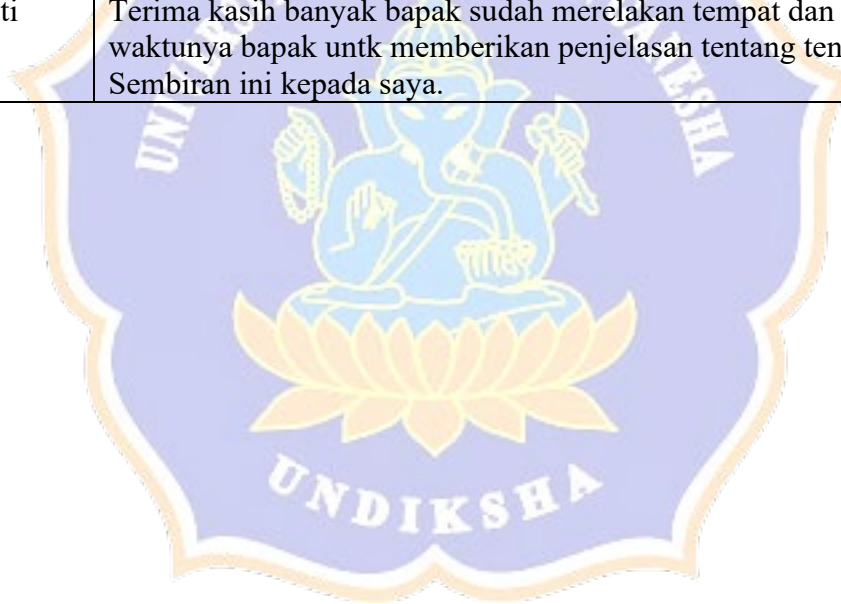 ti Terima kasih banyak bapak sudah merelakan tempat dan
waktunya bapak untk memberikan penjelasan tentang ten
Sembiran ini kepada saya.
UNDIKSHA